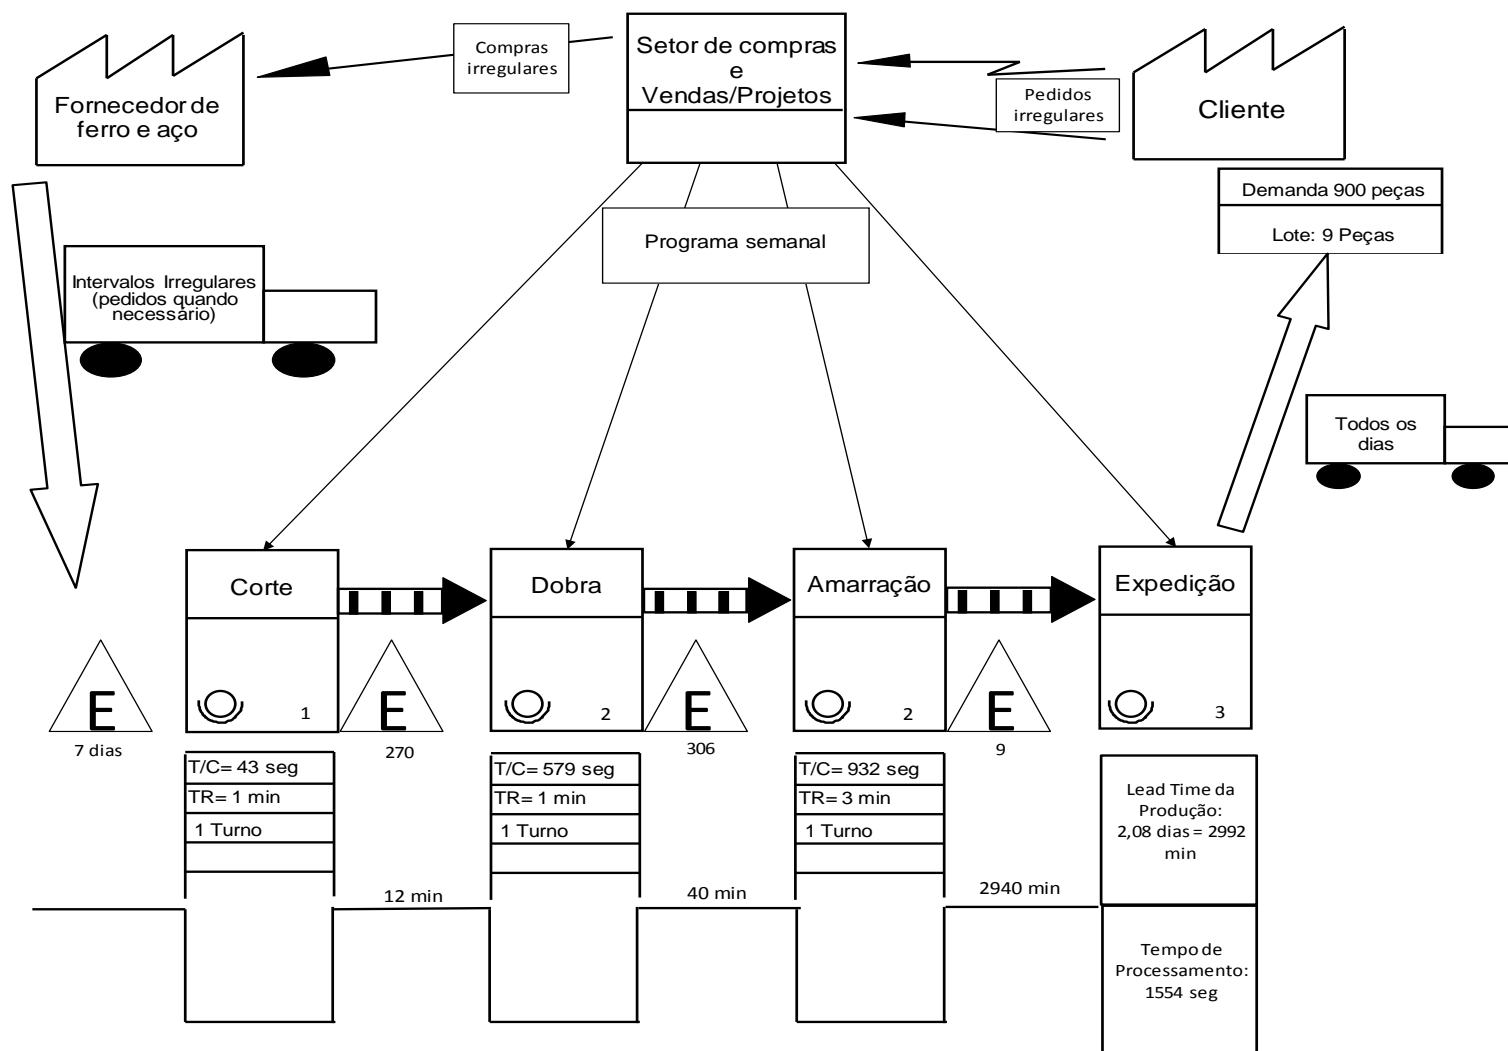 Compras
irregulares
Setor de compras
e
Vendas/Projetos
Fornecedor de
ferro e aço
Pedidos
irregulares
Cliente
Demanda 900 peças
Lote: 9 Peças
Programa semanal
Intervalos Irregulares
(pedidos quando
necessário)
Todos os
dias
Corte
Dobra
Amarração
Expedição
E
1
E
2
E
2
E
3
7 dias
270
306
9
T/C= 43 seg
TR= 1 min
1 Turno
T/C= 579 seg
TR= 1 min
1 Turno
T/C= 932 seg
TR= 3 min
1 Turno
Lead Time da
Produção:
2,08 dias = 2992
min
12 min
40 min
2940 min
Tempo de
Processamento:
1554 seg